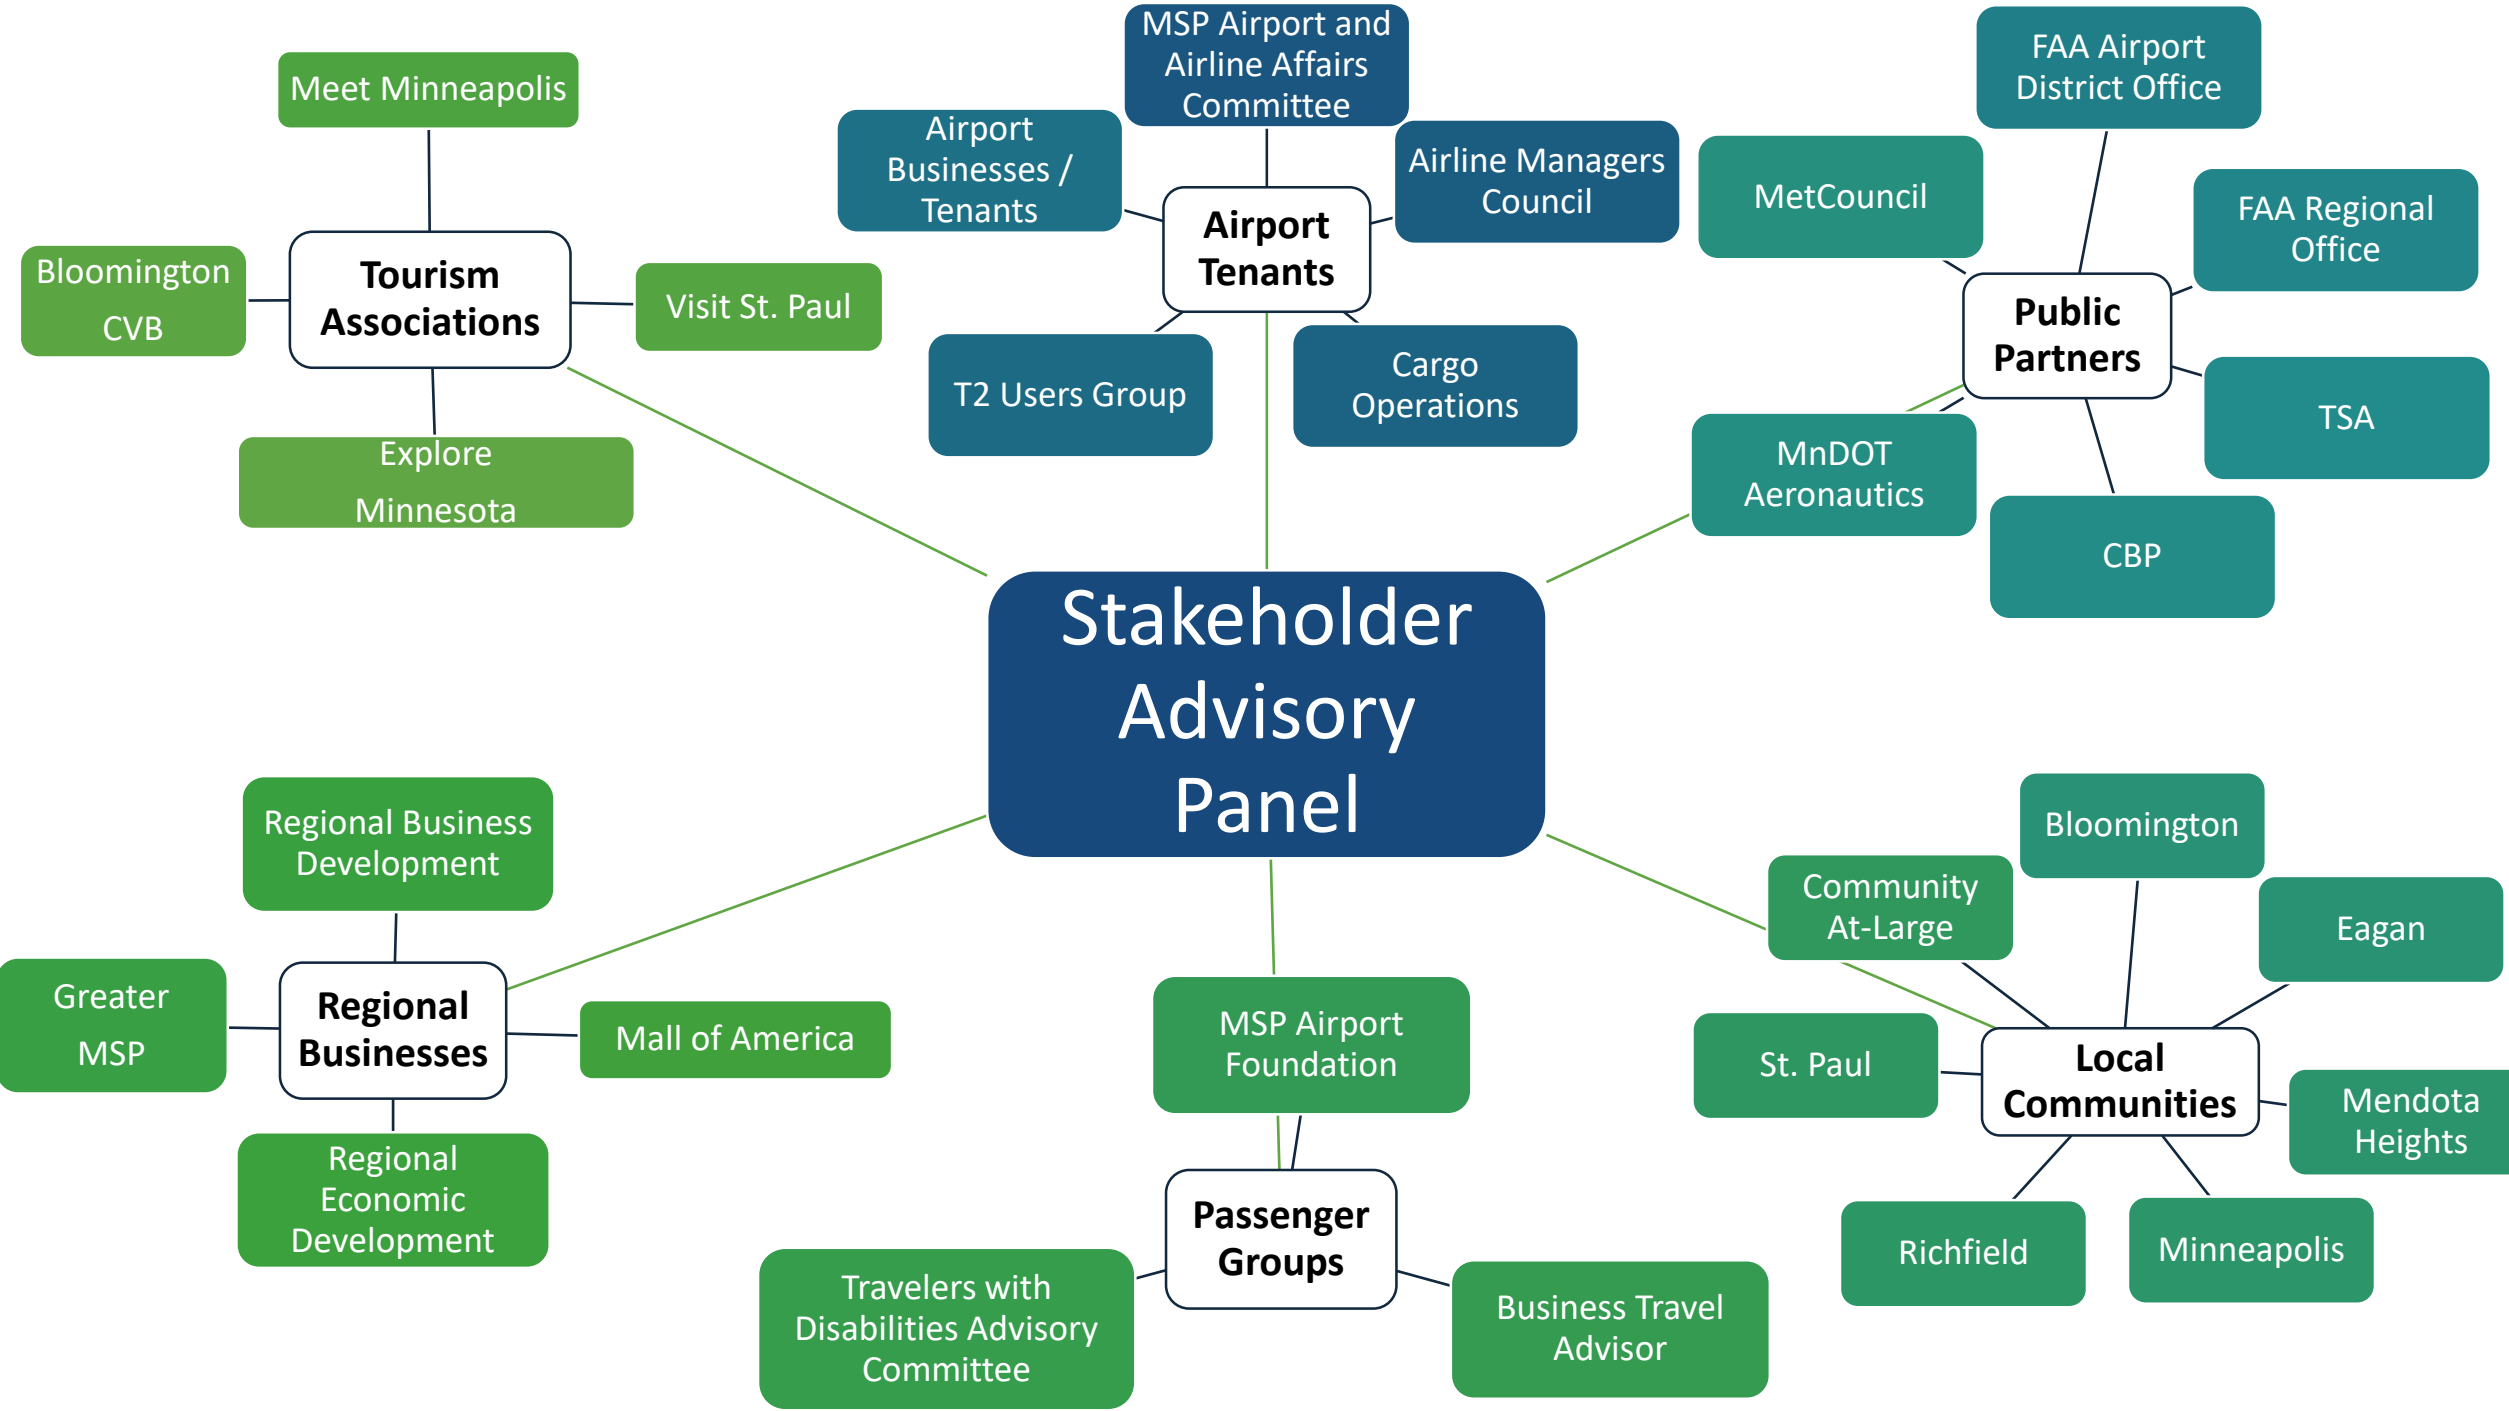 Meet Minneapolis
Bloomington
CVB
Tourism
Associations
Visit St. Paul
Explore
Minnesota
MSP Airport and
Airline Affairs
Committee
Airport
Businesses /
Tenants
Airline Managers
Council
Airport
Tenants
T2 Users Group
Cargo
Operations
FAA Airport
District Office
MetCouncil
FAA Regional
Office
Public
Partners
TSA
MnDOT
Aeronautics
CBP
Stakeholder
Advisory
Panel
Regional Business
Development
Greater
MSP
Regional
Businesses
Mall of America
Regional
Economic
Development
MSP Airport
Foundation
Passenger
Groups
Travelers with
Disabilities Advisory
Committee
Business Travel
Advisor
Bloomington
Community
At-Large
Eagan
St. Paul
Local
Communities
Mendota
Heights
Richfield
Minneapolis